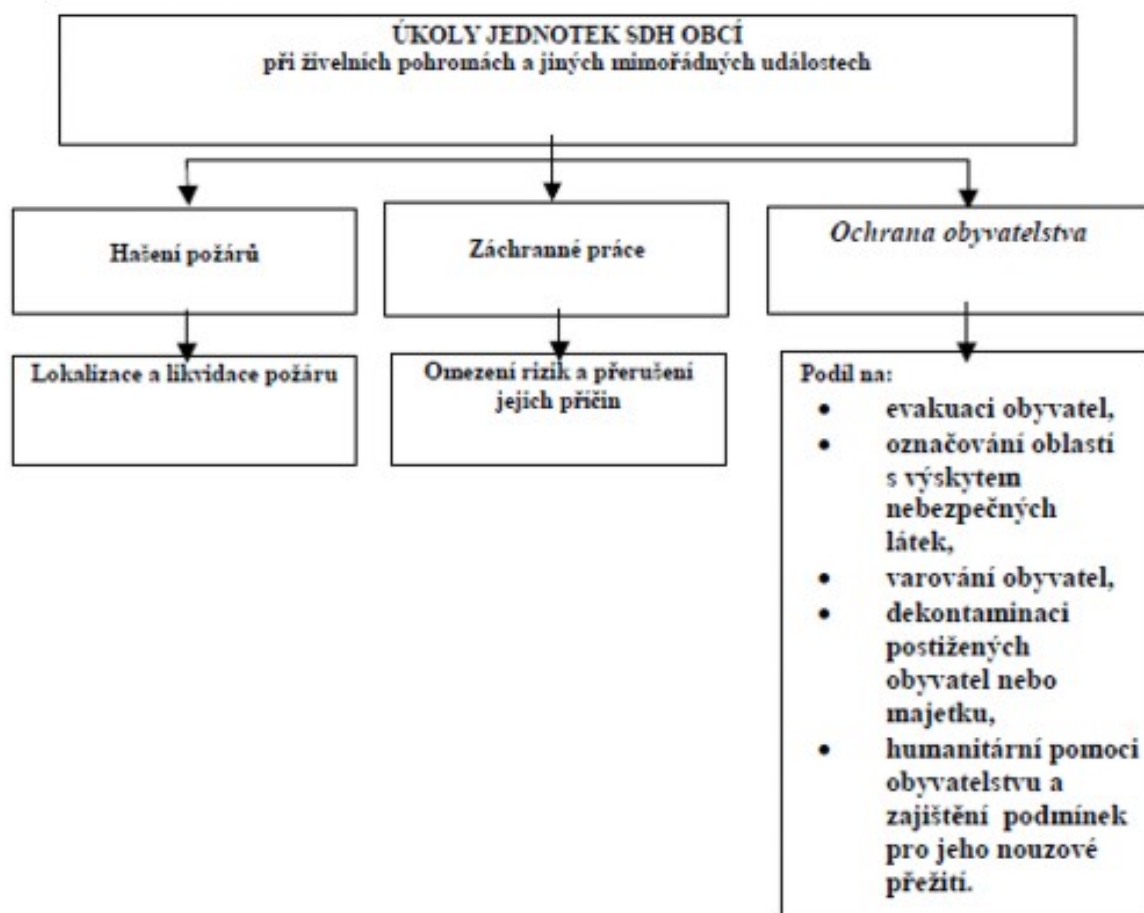 ÚKOLY JEDNOTEK SDH OBCÍ
při živelních pohromách a jiných mimořádných událostech
Hašení požárů
Záchranné práce
Ochrana obyvatelstva
Lokalizace a likvidace požáru
Omezení rizik a přerušení
jejich příčin
Podíl na:
• evakuaci obyvatel,
• označování oblastí
s výskytem
nebezpečných
látek,
• varování obyvatel,
• dekontaminaci
postižených
obyvatel nebo
majetku,
• humanitární pomoci
obyvatelstvu a
zajištění podmínek
pro jeho nouzové
přežití.